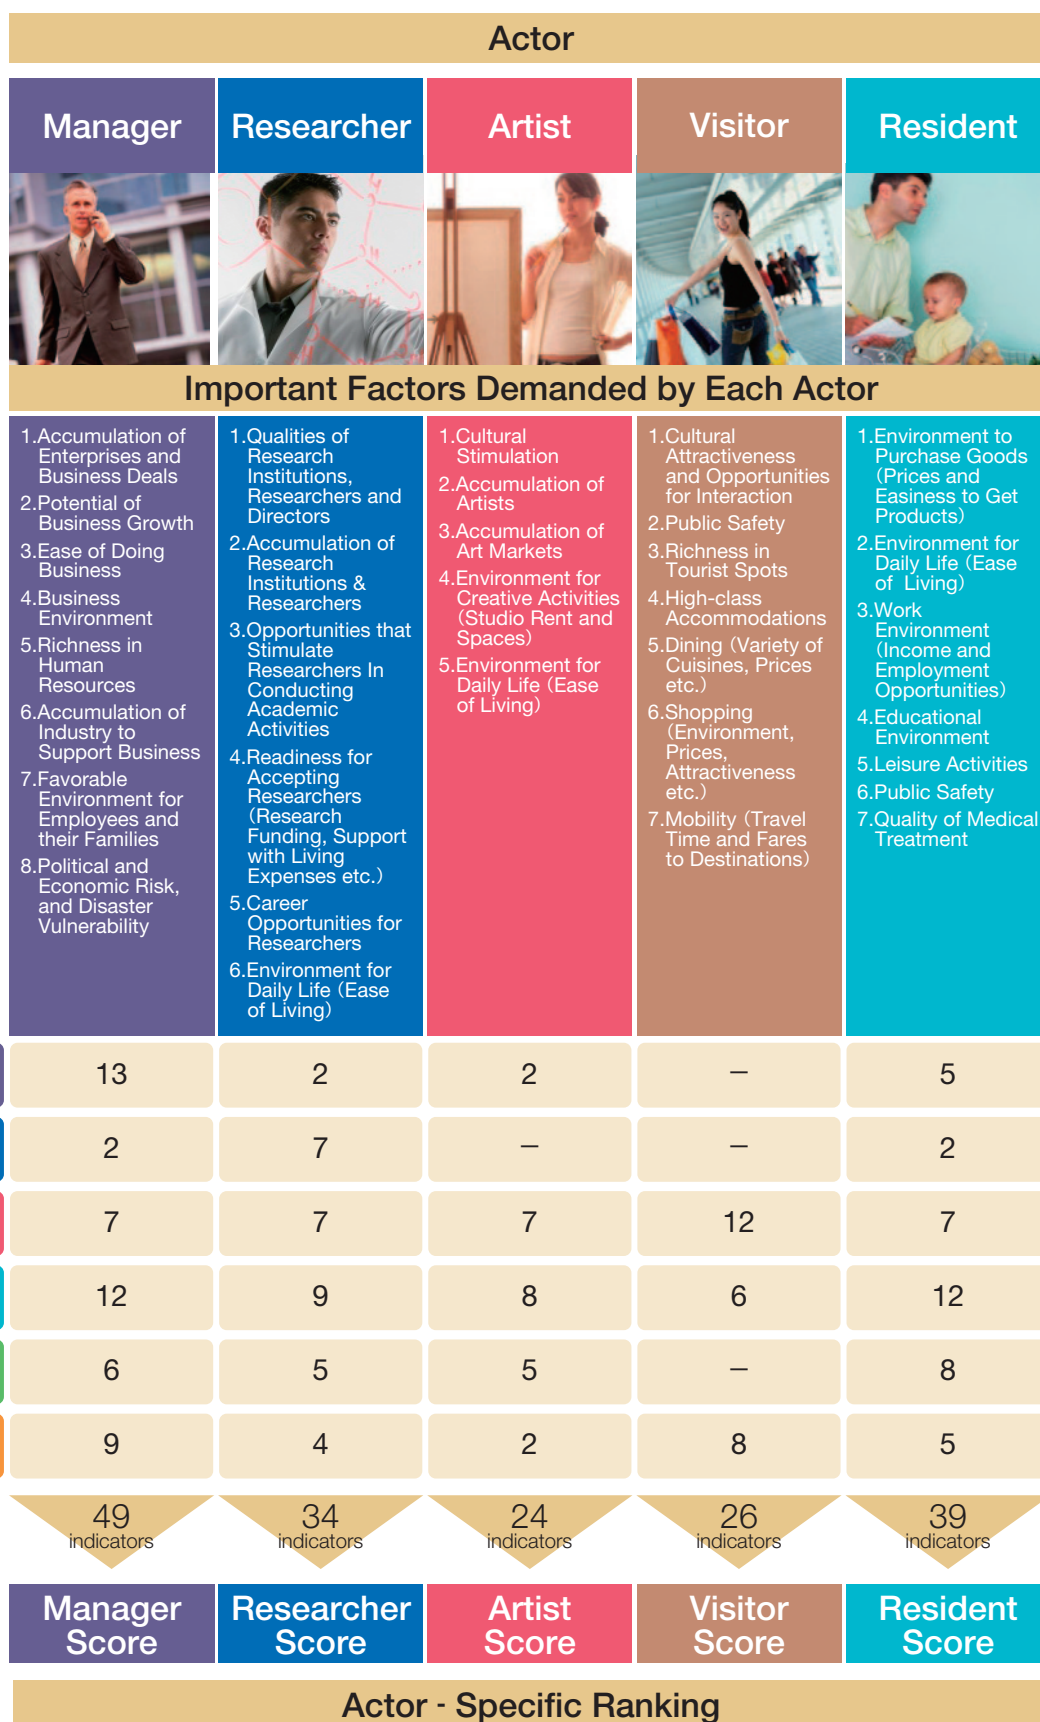 Actor
Manager
Researcher
Artist
Visitor
Resident
Important Factors Demanded by Each Actor
1.Accumulation of
Enterprises and
Business Deals
2.Potential of
Business Growth
3.Ease of Doing
Business
4.Business
Environment
5.Richness in
Human
Resources
6.Accumulation of
Industry to
Support Business
7.Favorable
Environment for
Employees and
their Families
8.Political and
Economic Risk,
and Disaster
Vulnerability
1.Qualities of
Research
Institutions,
Researchers and
Directors
2.Accumulation of
Research
Institutions &
Researchers
3.Opportunities that
Stimulate
Researchers In
Conducting
Academic
Activities
4.Readiness for
Accepting
Researchers
(Research
Funding, Support
with Living
Expenses etc.)
5.Career
Opportunities for
Researchers
6.Environment for
Daily Life (Ease
of Living)
1.Cultural
Stimulation
2.Accumulation of
Artists
3.Accumulation of
Art Markets
4.Environment for
Creative Activities
(Studio Rent and
Spaces)
5.Environment for
Daily Life (Ease
of Living)
1.Cultural
Attractiveness
and Opportunities
for Interaction
2.Public Safety
3.Richness in
Tourist Spots
4.High-class
Accommodations
5.Dining (Variety of
Cuisines, Prices
etc.)
6.Shopping
(Environment,
Prices,
Attractiveness
etc.)
7.Mobility (Travel
Time and Fares
to Destinations)
1.Environment to
Purchase Goods
(Prices and
Easiness to Get
Products)
2.Environment for
Daily Life (Ease
of Living)
3.Work
Environment
(Income and
Employment
Opportunities)
4.Educational
Environment
5.Leisure Activities
6.Public Safety
7.Quality of Medical
Treatment
13 2 2 – 5
2 7 – – 2
7 7 7 12 7
12 9 8 6 12
6 5 5 – 8
9 4 2 8 5
49 34 24 26 39
indicators indicators indicators indicators indicators
Manager Researcher Artist Visitor Resident
Score Score Score Score Score
Actor - Specific Ranking